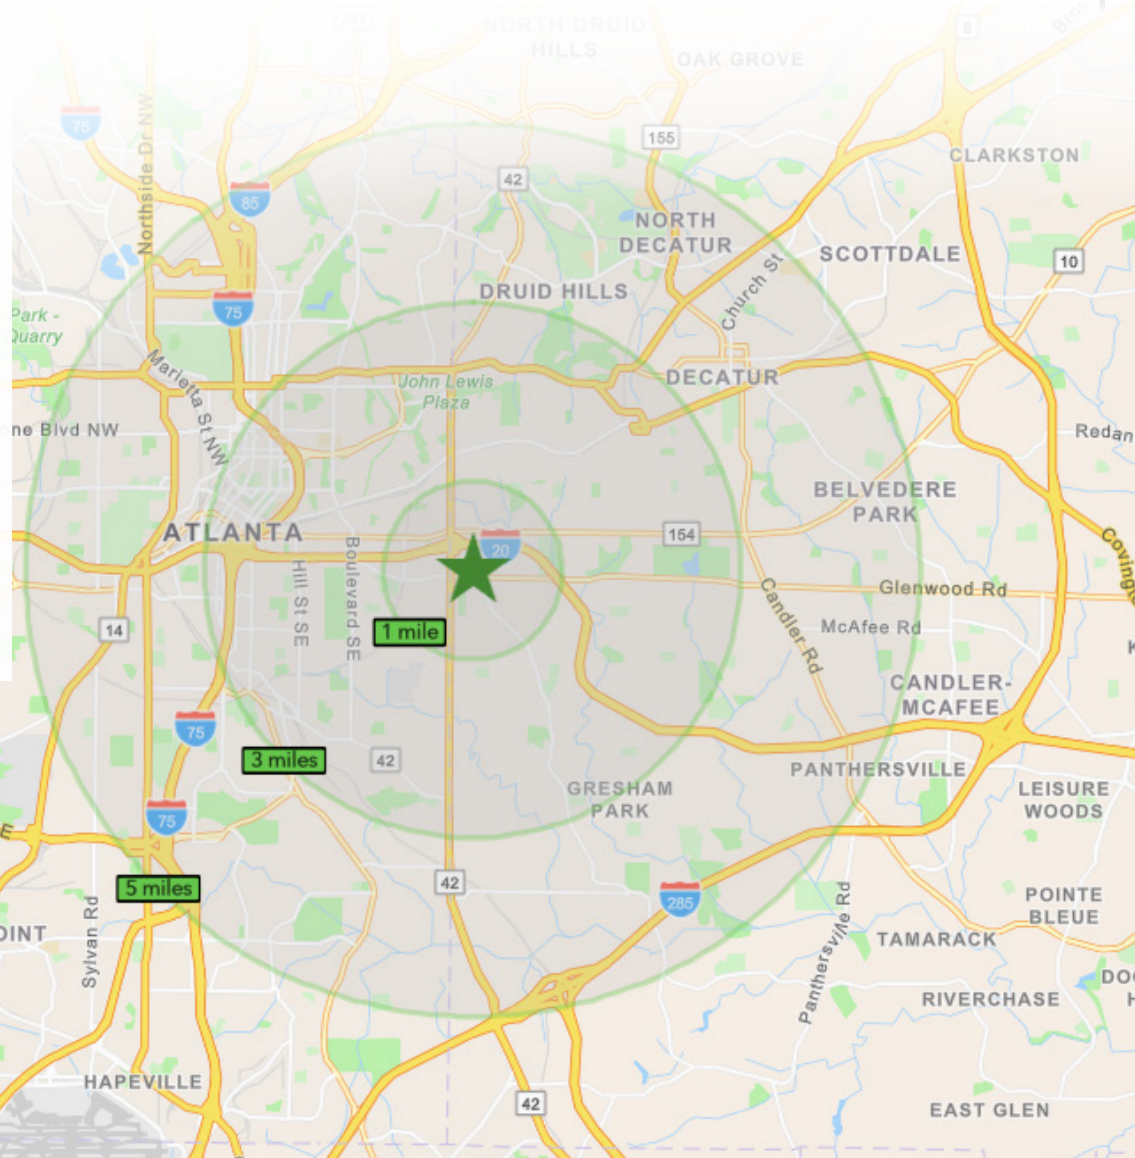 237
NORTH DRUID
HILLS
8
OAK GROVE
75
Northside Dr NW
155
CLARKSTON
42
85
NORTH
DECATUR
SCOTTDALE
10
DRUID HILLS
Church St
75
Park -
Quarry
Marietta St NW
John Lewis
Plaza
DECATUR
one Blvd NW
Redan
BELVEDERE
PARK
ATLANTA
154
20
Boulevard SE
Hill St SE
Covington
Glenwood Rd
Candler Rd
14
1 mile
McAfee Rd
CANDLER-
MCAFEE
75
3 miles
42
PANTHERSVILLE
GRESHAM
PARK
LEISURE
WOODS
75
E
5 miles
42
285
POINTE
BLEUE
Sylvan Rd
OINT
Panthersville Rd
TAMARACK
RIVERCHASE
HAPEVILLE
42
EAST GLEN